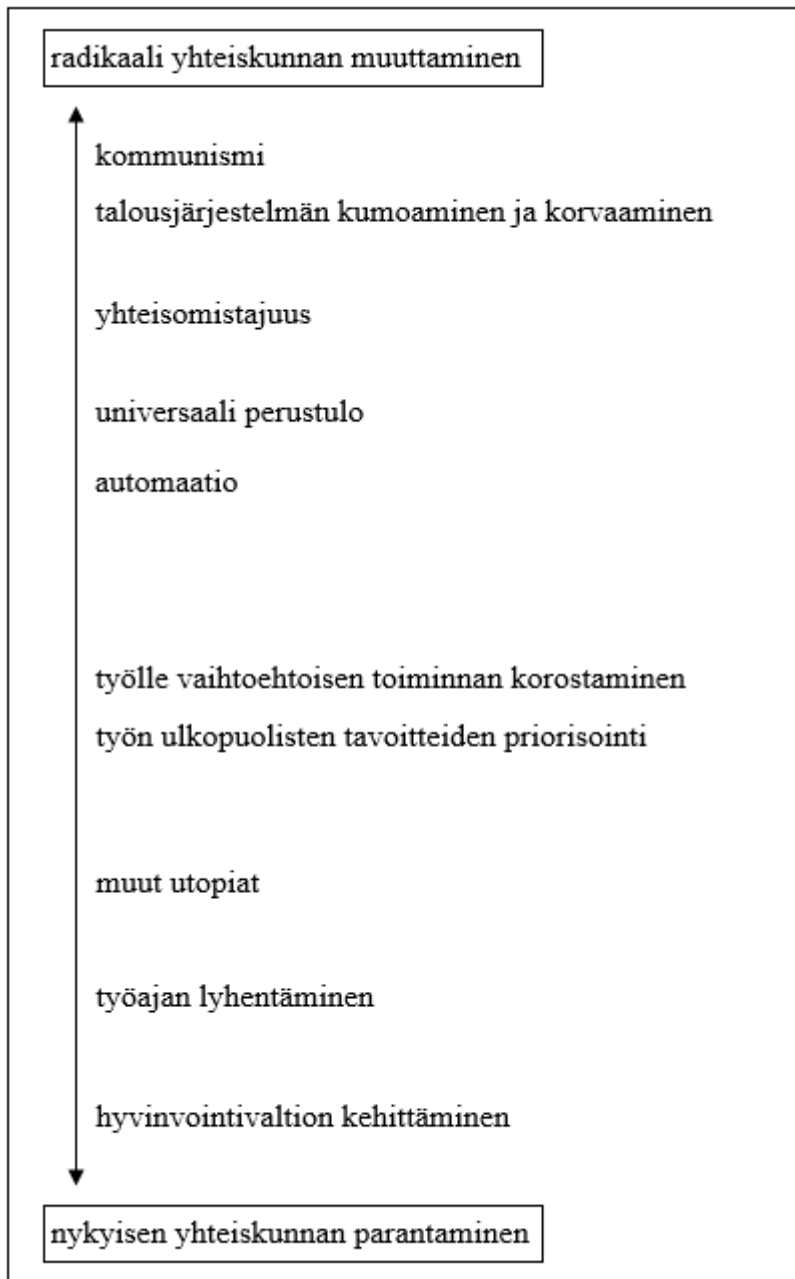 radikaali yhteiskunnan muuttaminen
kommunismi
talousjärjestelmän kumoaminen ja korvaaminen
yhteisomistajuus
universaali perustulo
automaatio
työlle vaihtoehtoisen toiminnan korostaminen
työn ulkopuolisten tavoitteiden priorisointi
muut utopiat
työajan lyhentäminen
hyvinvointivaltion kehittäminen
nykyisen yhteiskunnan parantaminen